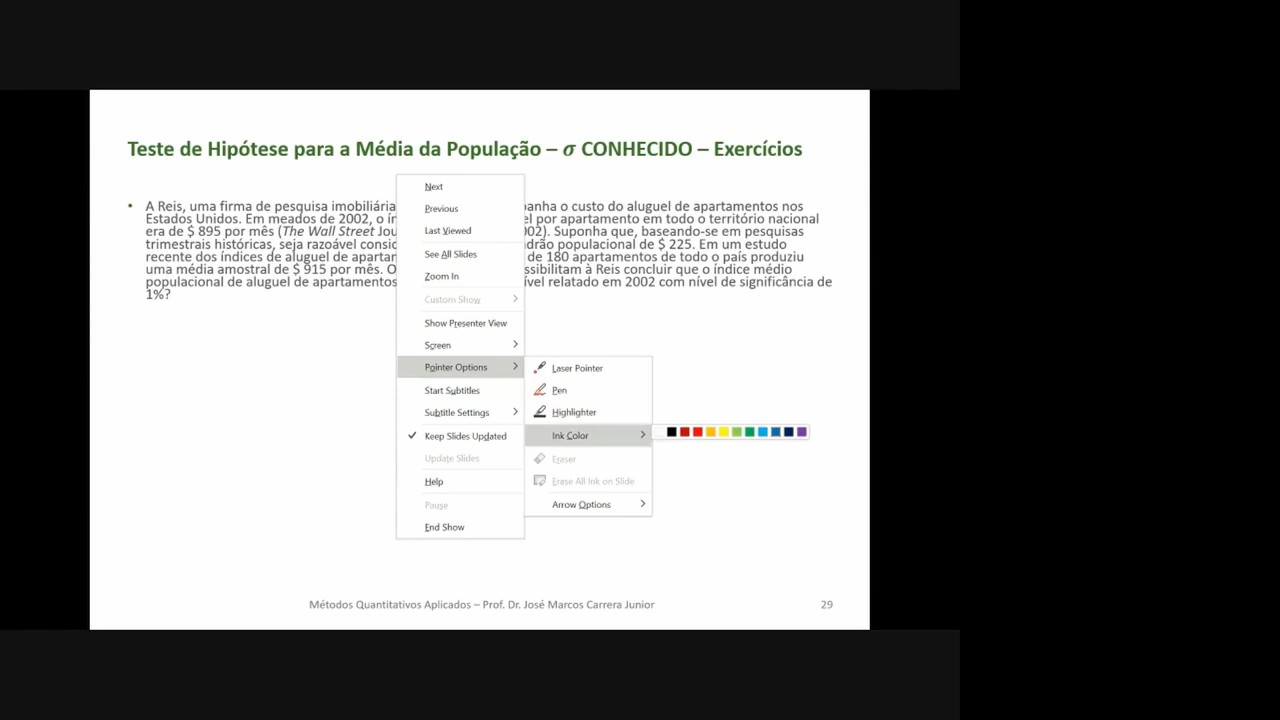 Teste de Hipótese para a Média da População – σ CONHECIDO – Exercícios
• A Reis, uma firma de pesquisa imobiliária panha o custo do aluguel de apartamentos nos
Estados Unidos. Em meados de 2002, o ín el por apartamento em todo o território nacional
era de $ 895 por mês (The Wall Street Jou 002). Suponha que, baseando-se em pesquisas
trimestrais históricas, seja razoável consid drão populacional de $ 225. Em um estudo
recente dos índices de aluguel de apartar de 180 apartamentos de todo o país produziu
uma média amostral de $ 915 por mês. O ssibilitam à Reis concluir que o índice médio
populacional de aluguel de apartamentos ível relatado em 2002 com nível de significância de
1%?
Next
Previous
Last Viewed
See All Slides
Zoom In
Custom Show
Show Presenter View
Screen
Pointer Options
Start Subtitles
Subtitle Settings
Keep Slides Updated
Update Slides
Help
Pause
End Show
Laser Pointer
Pen
Highlighter
Ink Color
Eraser
Erase All Ink on Slide
Arrow Options
Métodos Quantitativos Aplicados – Prof. Dr. José Marcos Carrera Junior 29